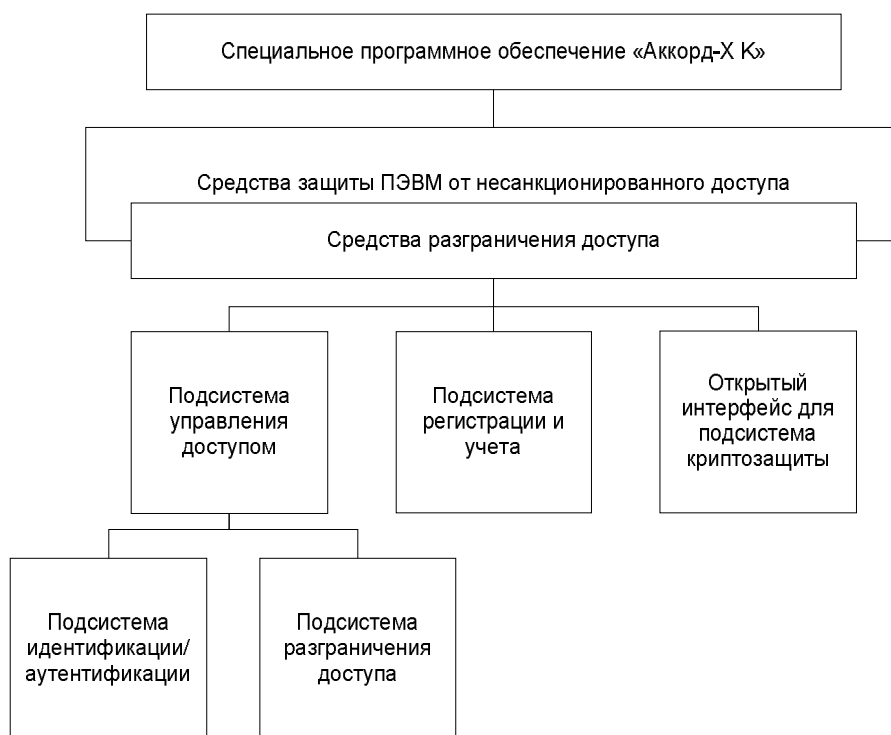 Специальное программное обеспечение «Аккорд-X K»
Средства защиты ПЭВМ от несанкционированного доступа
Средства разграничения доступа
Подсистема
управления
доступом
Подсистема
регистрации и
учета
Открытый
интерфейс для
подсистема
криптозащиты
Подсистема
идентификации/
аутентификации
Подсистема
разграничения
доступа